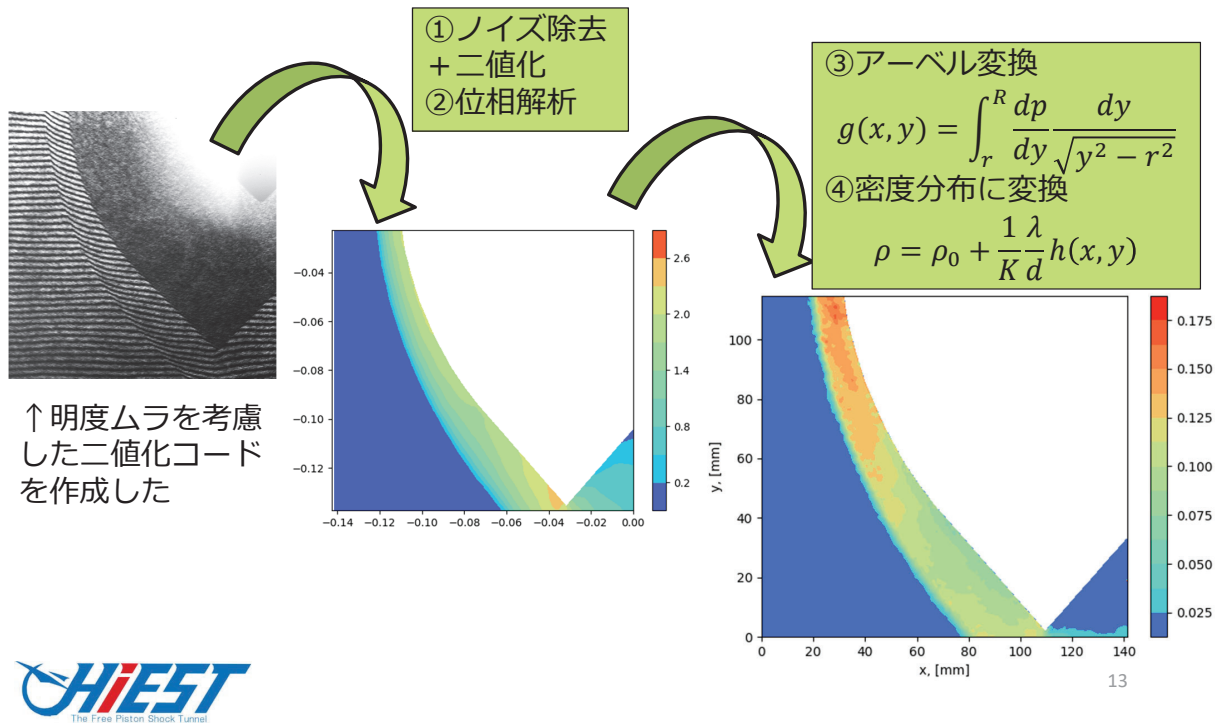 ①ノイズ除去
＋二値化
②位相解析
③アーベル変換
g(x, y) = ∫_r^R dp/dy dy/√(y² − r²)
④密度分布に変換
ρ = ρ₀ + 1/K λ/d h(x, y)
↑明度ムラを考慮
した二値化コード
を作成した
−0.04
−0.06
−0.08
−0.10
−0.12
−0.14 −0.12 −0.10 −0.08 −0.06 −0.04 −0.02 0.00
2.6
2.0
1.4
0.8
0.2
y, [mm]
100
80
60
40
20
0
0 20 40 60 80 100 120 140
x, [mm]
0.175
0.150
0.125
0.100
0.075
0.050
0.025
13
HIEST
The Free Piston Shock Tunnel